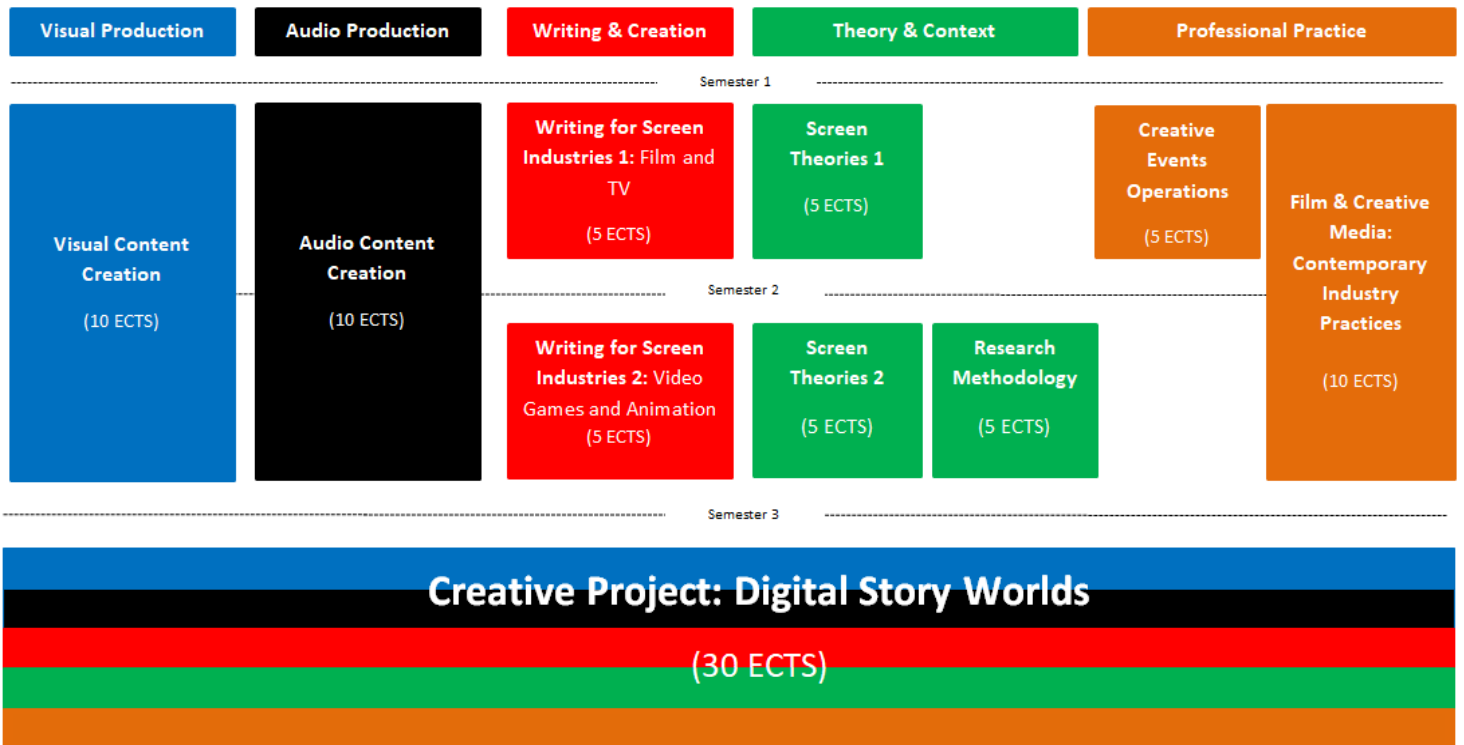 Visual Production
Audio Production
Writing & Creation
Theory & Context
Professional Practice
Semester 1
Visual Content
Creation
(10 ECTS)
Audio Content
Creation
(10 ECTS)
Writing for Screen
Industries 1: Film and
TV
(5 ECTS)
Screen
Theories 1
(5 ECTS)
Creative
Events
Operations
(5 ECTS)
Film & Creative
Media:
Contemporary
Industry
Practices
(10 ECTS)
Semester 2
Writing for Screen
Industries 2: Video
Games and Animation
(5 ECTS)
Screen
Theories 2
(5 ECTS)
Research
Methodology
(5 ECTS)
Semester 3
Creative Project: Digital Story Worlds
(30 ECTS)